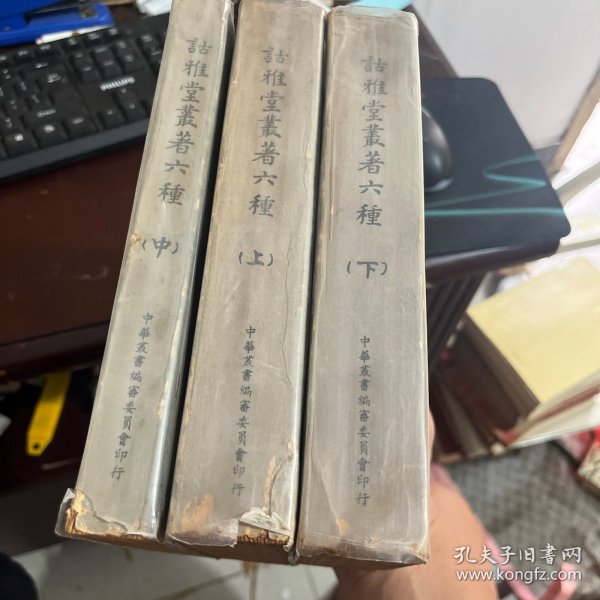 詁雅堂叢著六種
(中)
中華叢書編審委員會印行
詁雅堂叢著六種
(上)
中華叢書編審委員會印行
詁雅堂叢著六種
(下)
中華叢書編審委員會印行
孔夫子旧书网
www.kongfz.com